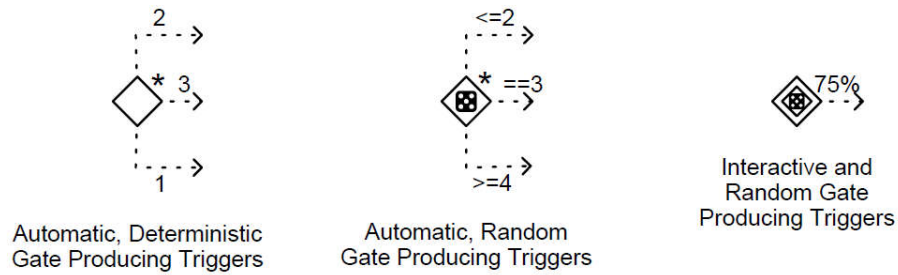 2
* 3
1
Automatic, Deterministic
Gate Producing Triggers
<=2
* ==3
>=4
Automatic, Random
Gate Producing Triggers
75%
Interactive and
Random Gate
Producing Triggers